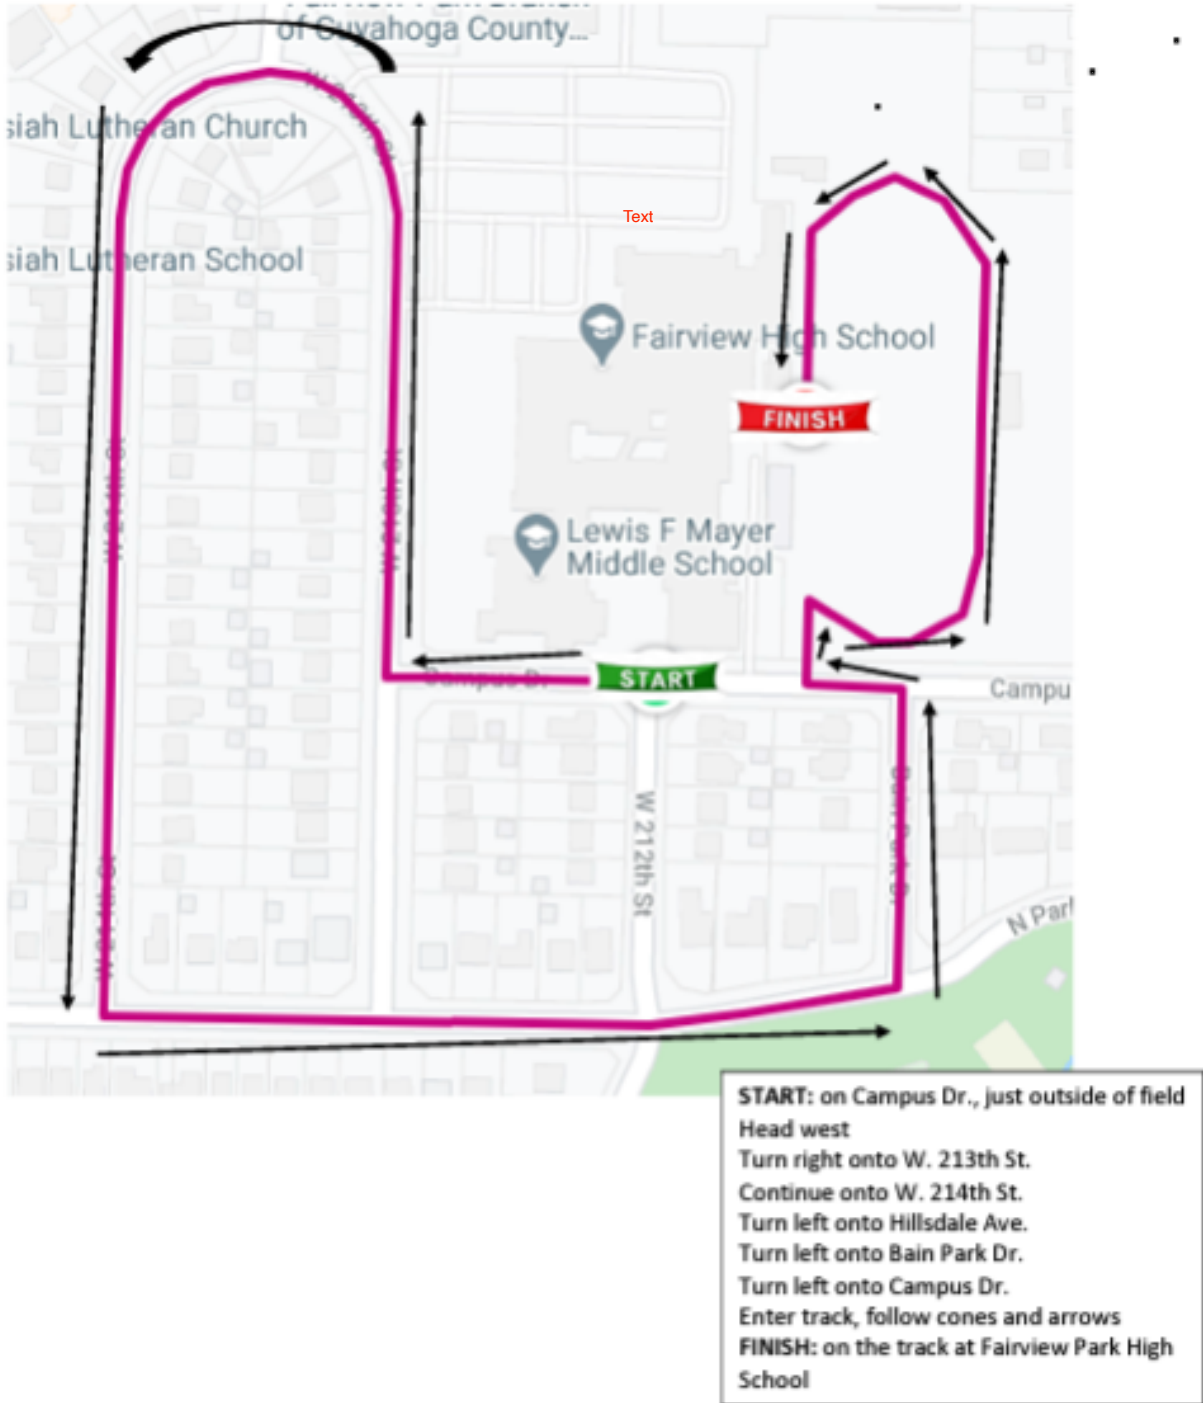 of Cuyahoga County...
siah Lutheran Church
Text
siah Lutheran School
Fairview High School
FINISH
Lewis F Mayer
Middle School
START
Campus Dr
Campu
W 212th St
N Par
START: on Campus Dr., just outside of field
Head west
Turn right onto W. 213th St.
Continue onto W. 214th St.
Turn left onto Hillsdale Ave.
Turn left onto Bain Park Dr.
Turn left onto Campus Dr.
Enter track, follow cones and arrows
FINISH: on the track at Fairview Park High
School